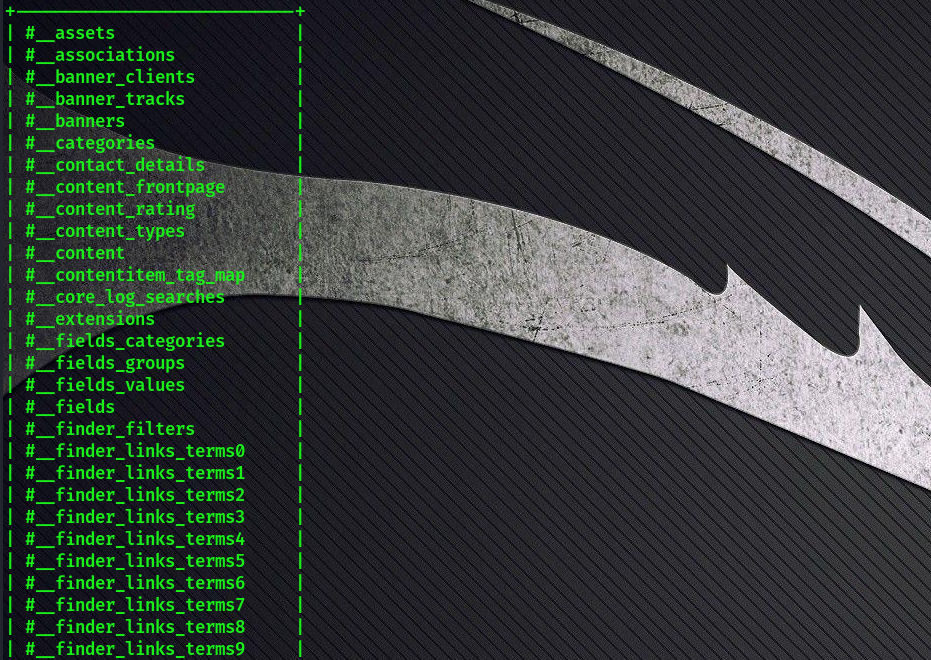 +----------------------------+
| #__assets |
| #__associations |
| #__banner_clients |
| #__banner_tracks |
| #__banners |
| #__categories |
| #__contact_details |
| #__content_frontpage |
| #__content_rating |
| #__content_types |
| #__content |
| #__contentitem_tag_map |
| #__core_log_searches |
| #__extensions |
| #__fields_categories |
| #__fields_groups |
| #__fields_values |
| #__fields |
| #__finder_filters |
| #__finder_links_terms0 |
| #__finder_links_terms1 |
| #__finder_links_terms2 |
| #__finder_links_terms3 |
| #__finder_links_terms4 |
| #__finder_links_terms5 |
| #__finder_links_terms6 |
| #__finder_links_terms7 |
| #__finder_links_terms8 |
| #__finder_links_terms9 |